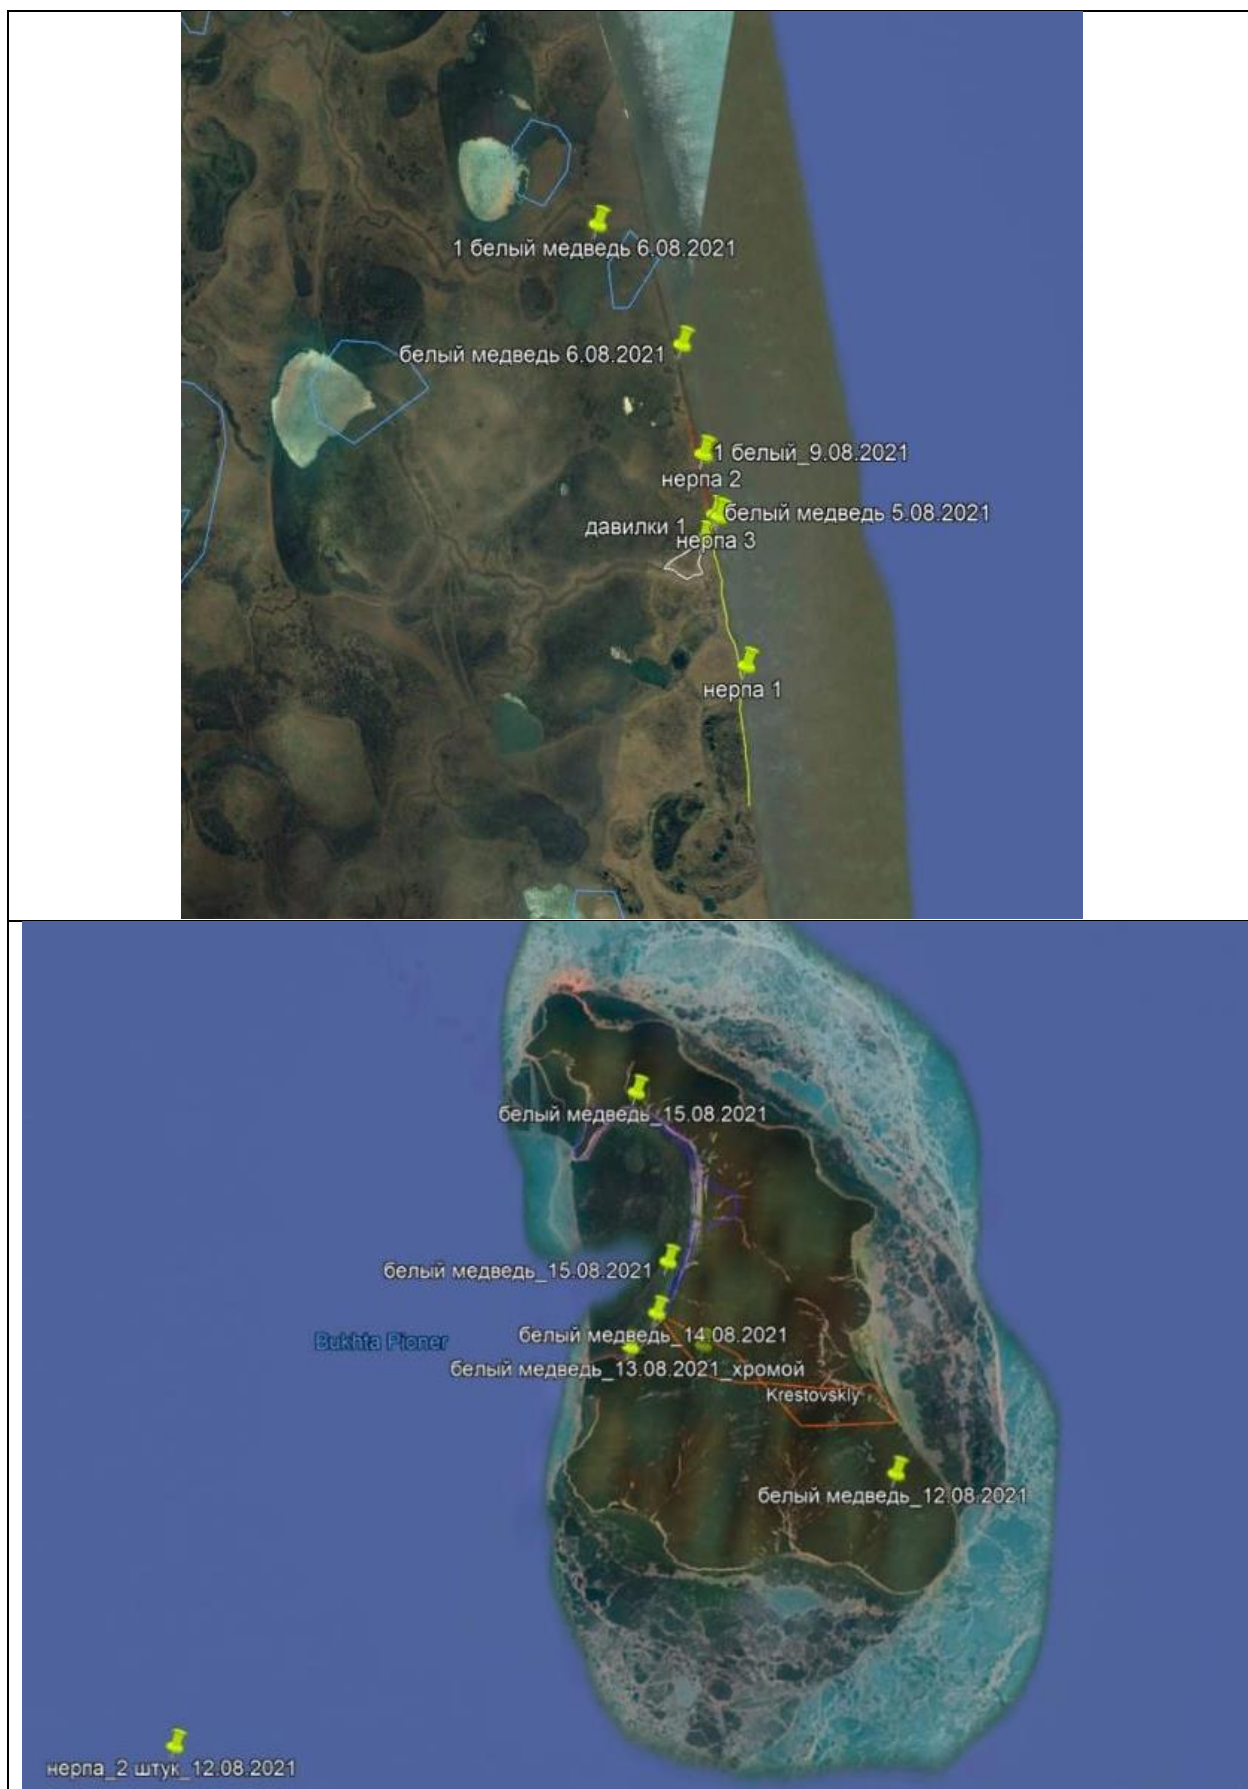 1 белый медведь 6.08.2021
белый медведь 6.08.2021
1 белый_9.08.2021
нерпа 2
белый медведь 5.08.2021
давилки 1
нерпа 3
нерпа 1
белый медведь_15.08.2021
белый медведь_15.08.2021
белый медведь_14.08.2021
Bukhta Pioner
белый медведь_13.08.2021_хромой
Krestovskiy
белый медведь_12.08.2021
нерпа_2 штук_12.08.2021